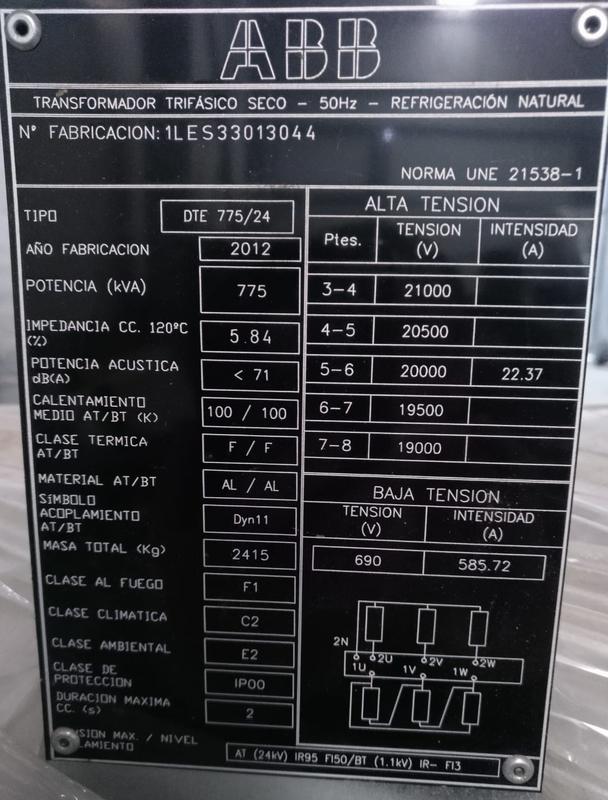 ABB
TRANSFORMADOR TRIFÁSICO SECO - 50Hz - REFRIGERACIÓN NATURAL
Nº FABRICACION: 1LES33013044
NORMA UNE 21538-1
TIPO DTE 775/24
AÑO FABRICACION 2012
POTENCIA (kVA) 775
IMPEDANCIA CC. 120ºC
(%) 5.84
POTENCIA ACUSTICA
dB(A) < 71
CALENTAMIENTO
MEDIO AT/BT (K) 100 / 100
CLASE TERMICA
AT/BT F / F
MATERIAL AT/BT AL / AL
SíMBOLO
ACOPLAMIENTO
AT/BT Dyn11
MASA TOTAL (Kg) 2415
CLASE AL FUEGO F1
CLASE CLIMATICA C2
CLASE AMBIENTAL E2
CLASE DE
PROTECCION IP00
DURACION MAXIMA
CC. (s) 2
MAX. / NIVEL
AT (24kV) IR95 FI50/BT (1.1kV) IR- FI3
ALTA TENSION
Ptes. TENSION (V) INTENSIDAD (A)
3-4 21000
4-5 20500
5-6 20000 22.37
6-7 19500
7-8 19000
BAJA TENSION
TENSION (V) INTENSIDAD (A)
690 585.72
2N 2U 2V 2W
1U 1V 1W